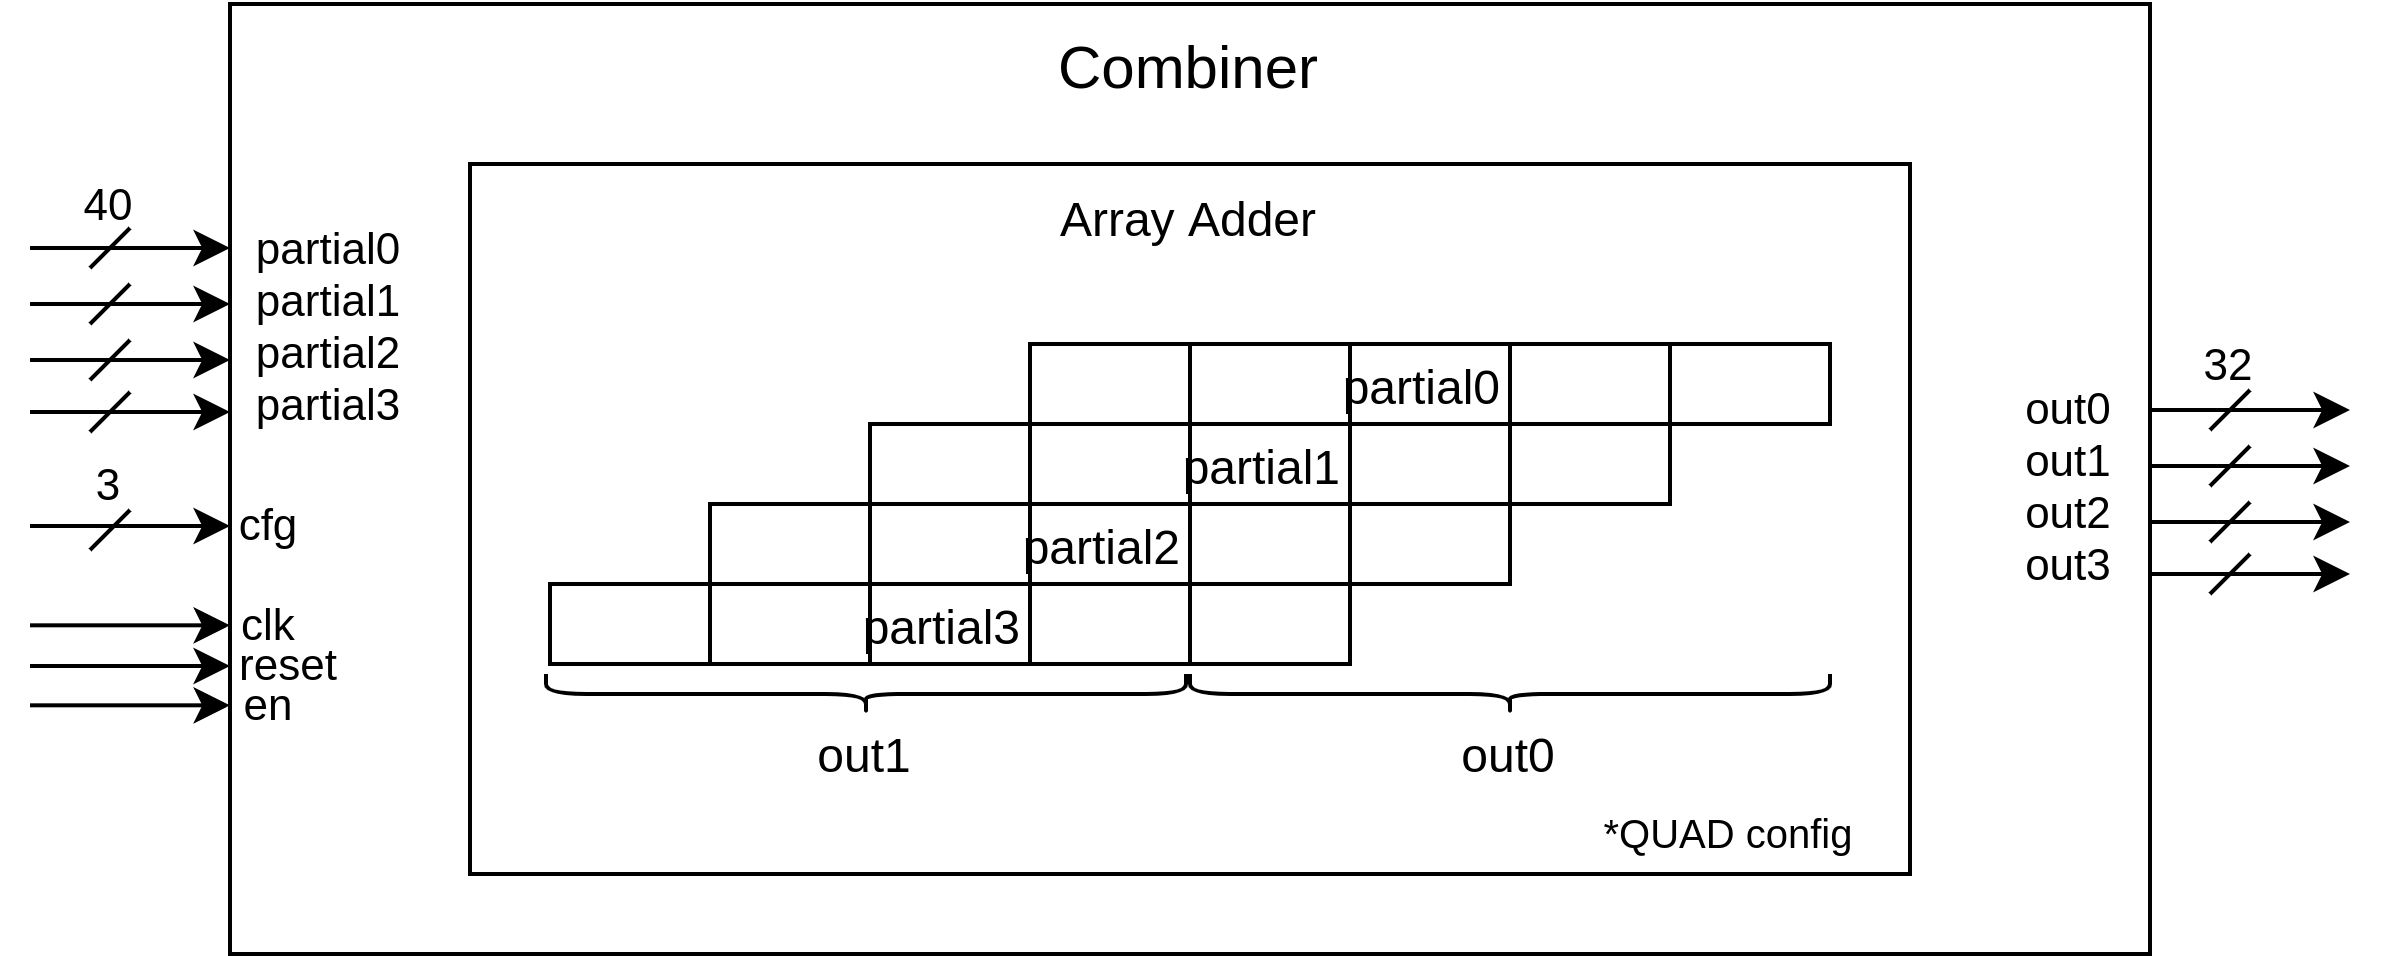 Combiner
Array Adder
40
partial0
partial1
partial2
partial3
3
cfg
clk
reset
en
partial0
partial1
partial2
partial3
out1
out0
*QUAD config
32
out0
out1
out2
out3